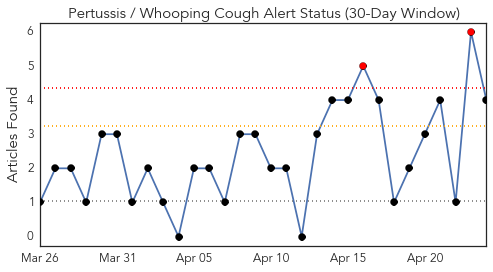 Pertussis / Whooping Cough Alert Status (30-Day Window)
Articles Found
6
5
4
3
2
1
0
Mar 26 Mar 31 Apr 05 Apr 10 Apr 15 Apr 20